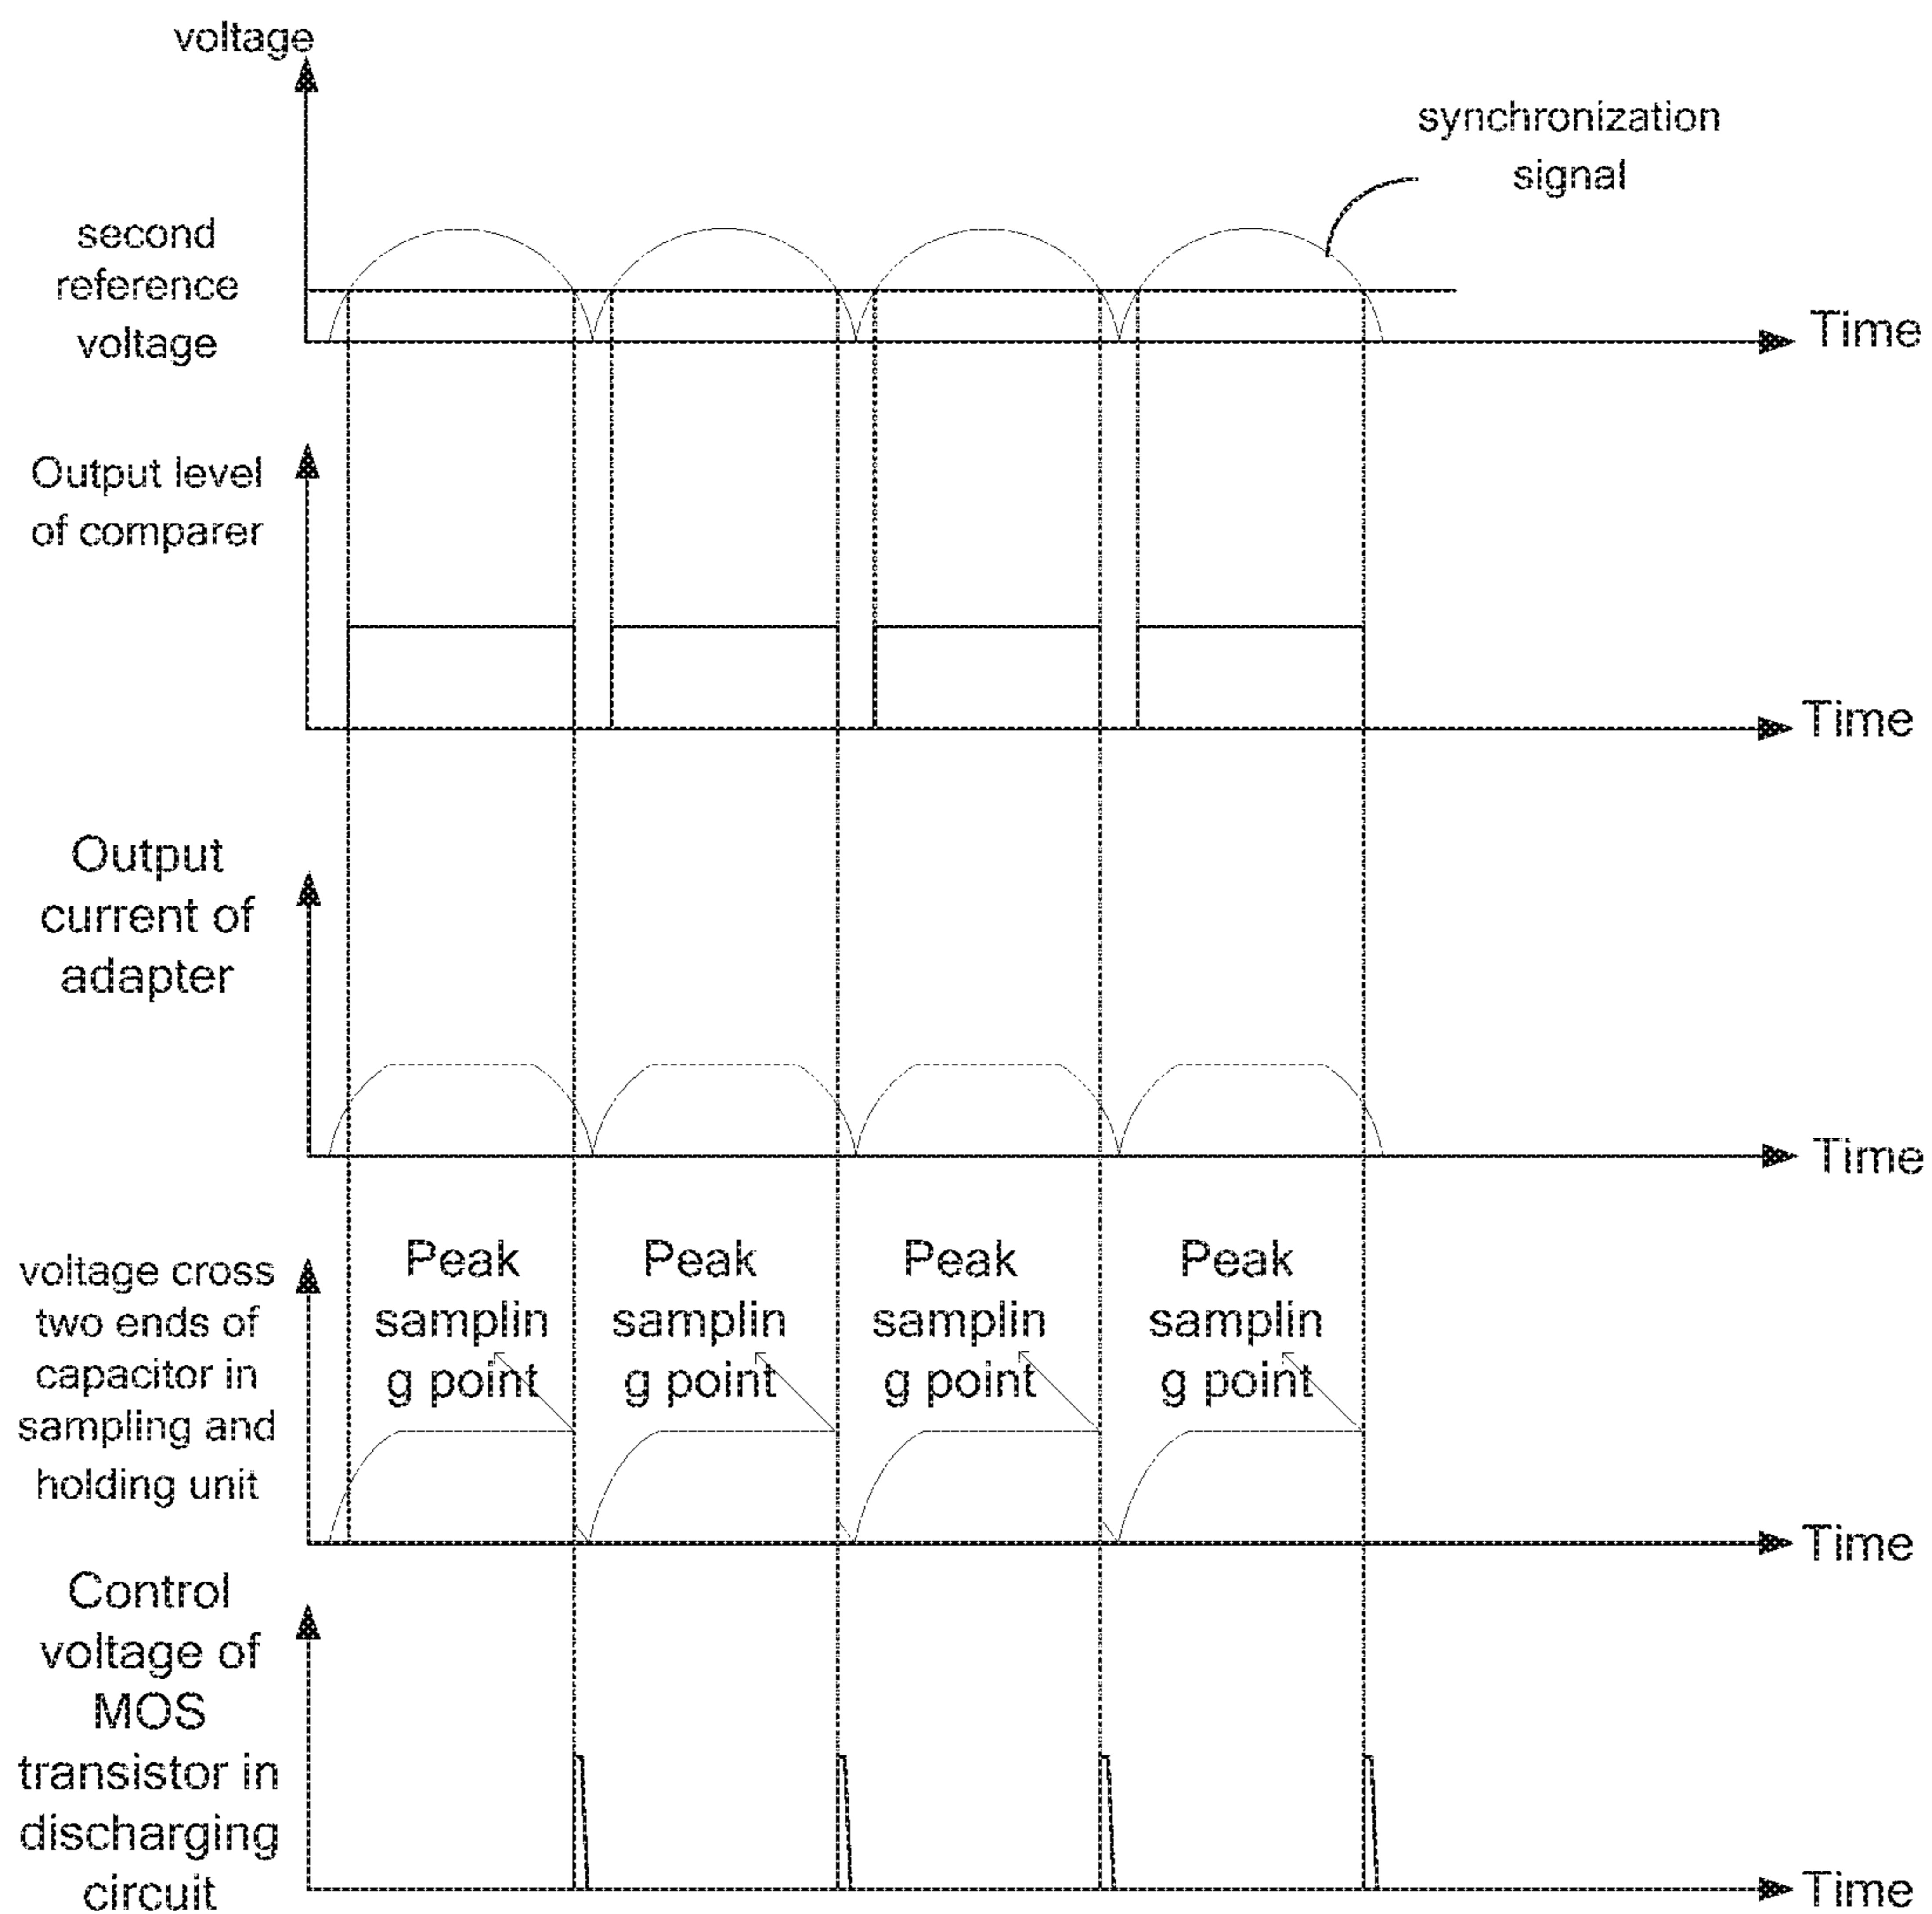 voltage
synchronization
signal
second
reference
voltage
Time
Output level
of comparer
Time
Output
current of
adapter
Time
voltage cross
two ends of
capacitor in
sampling and
holding unit
Peak
samplin
g point
Peak
samplin
g point
Peak
samplin
g point
Peak
samplin
g point
Time
Control
voltage of
MOS
transistor in
discharging
circuit
Time